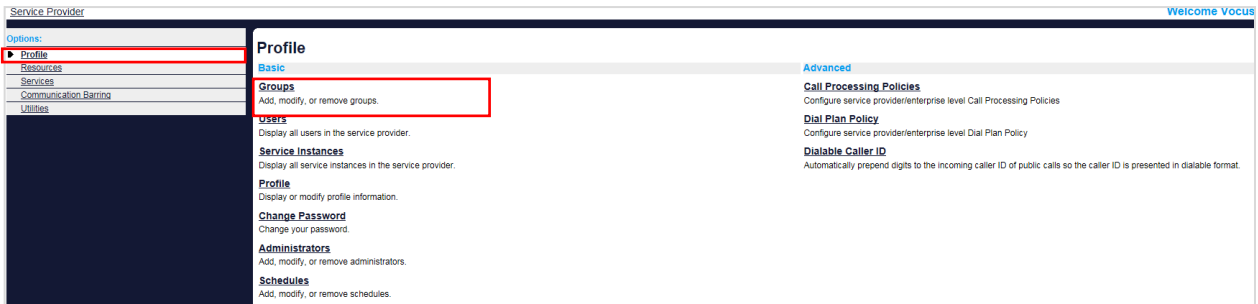 Service Provider
Welcome Vocus
Options:
Profile
Resources
Services
Communication Barring
Utilities
Profile
Basic
Groups
Add, modify, or remove groups.
Users
Display all users in the service provider.
Service Instances
Display all service instances in the service provider.
Profile
Display or modify profile information.
Change Password
Change your password.
Administrators
Add, modify, or remove administrators.
Schedules
Add, modify, or remove schedules.
Advanced
Call Processing Policies
Configure service provider/enterprise level Call Processing Policies
Dial Plan Policy
Configure service provider/enterprise level Dial Plan Policy
Dialable Caller ID
Automatically prepend digits to the incoming caller ID of public calls so the caller ID is presented in dialable format.